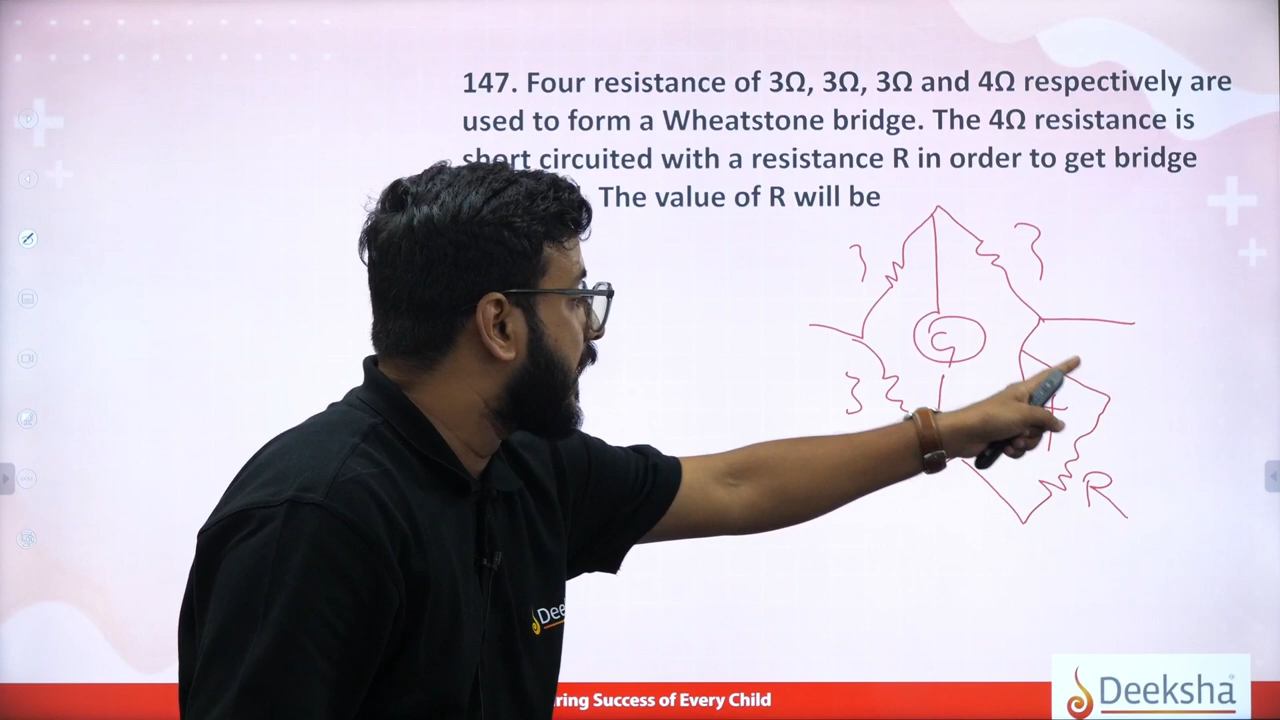 147. Four resistance of 3Ω, 3Ω, 3Ω and 4Ω respectively are
used to form a Wheatstone bridge. The 4Ω resistance is
short circuited with a resistance R in order to get bridge
The value of R will be
3
3
G
3
4
R
Dee
ring Success of Every Child
Deeksha